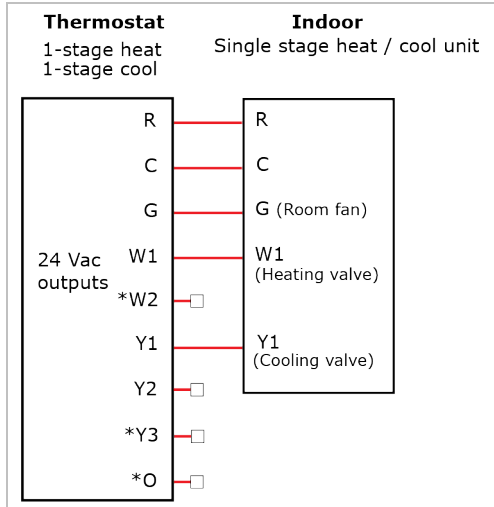 Thermostat
1-stage heat
1-stage cool
Indoor
Single stage heat / cool unit
24 Vac
outputs
R
C
G
W1
*W2
Y1
Y2
*Y3
*O
R
C
G (Room fan)
W1
(Heating valve)
Y1
(Cooling valve)